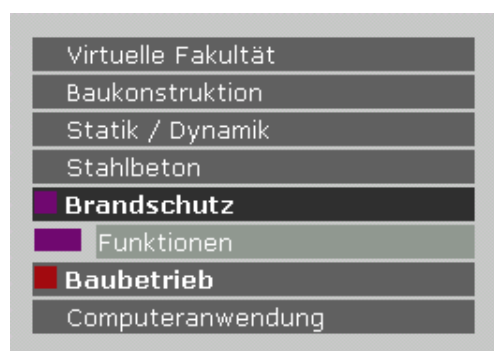 Virtuelle Fakultät
Baukonstruktion
Statik / Dynamik
Stahlbeton
Brandschutz
Funktionen
Baubetrieb
Computeranwendung